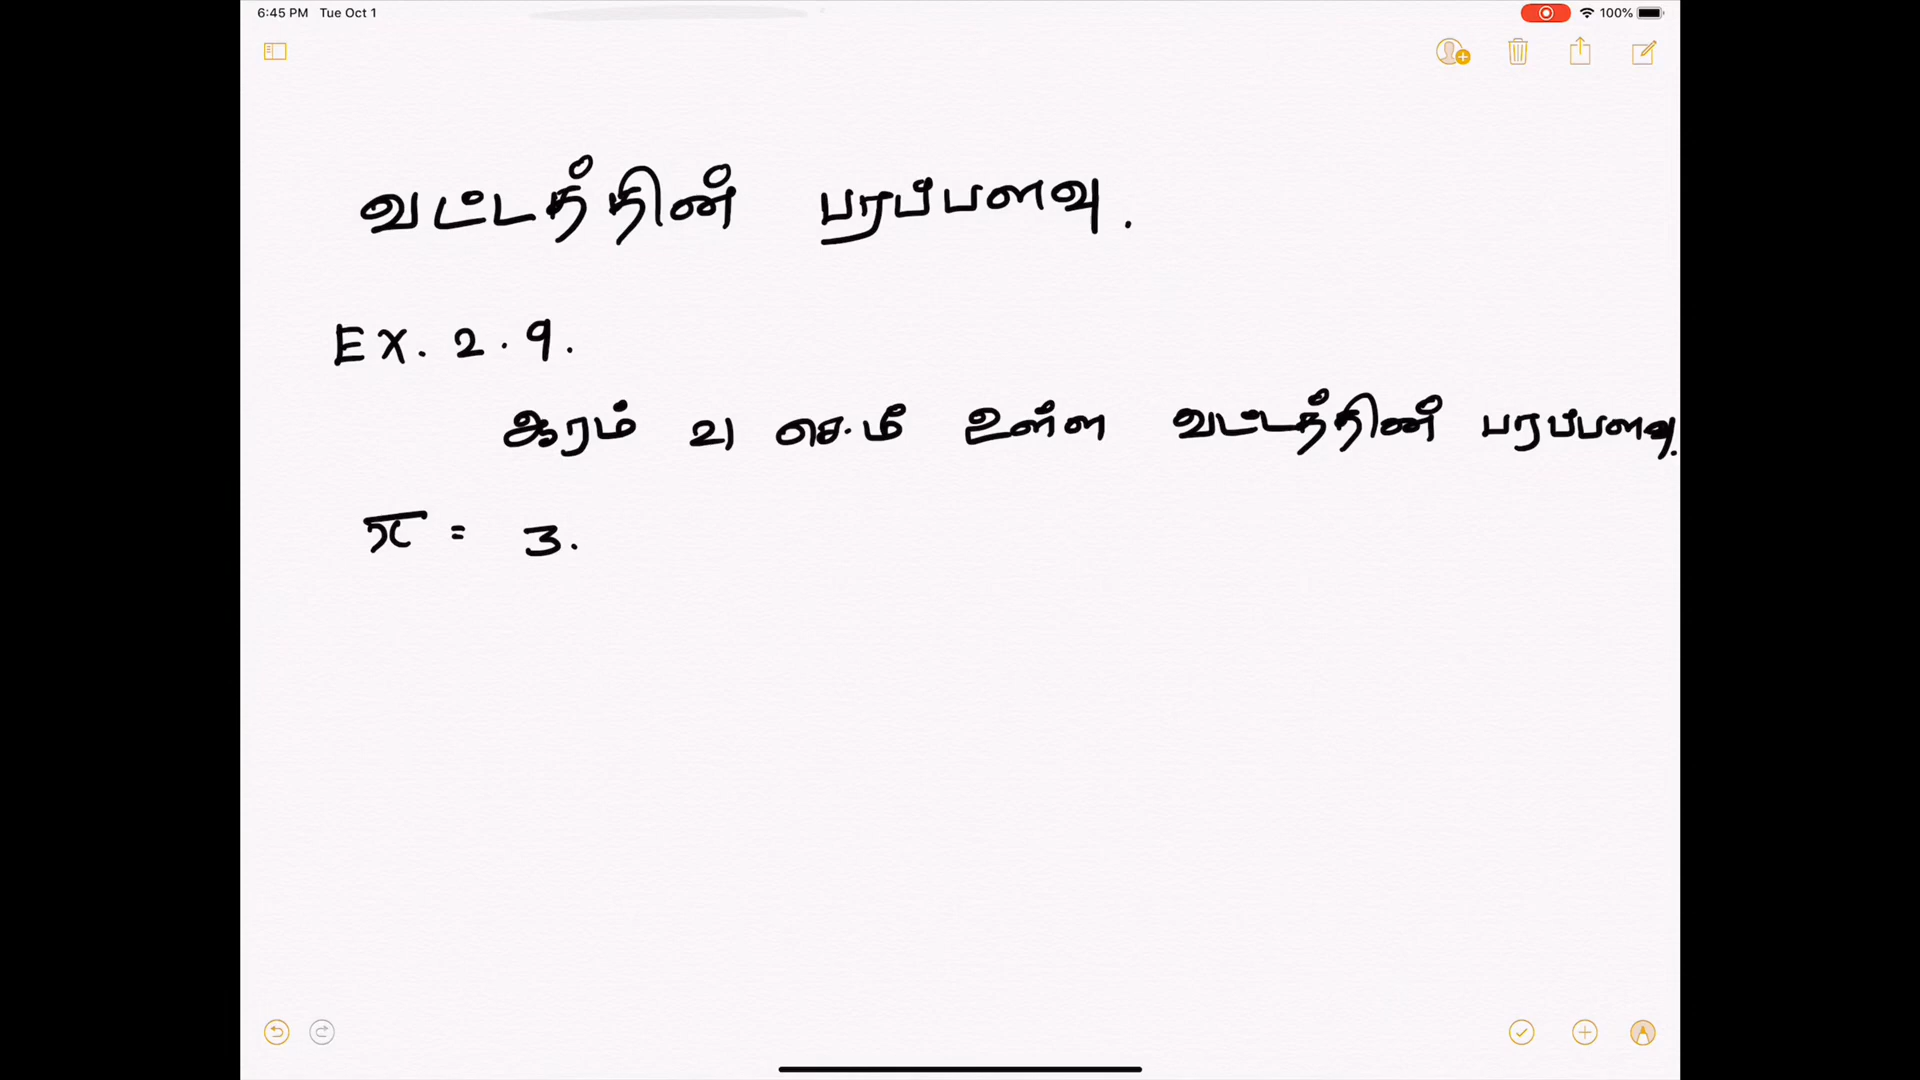 6:45 PM Tue Oct 1 100%
வட்டத்தின் பரப்பளவு.
Ex. 2.9.
ஆரம் 21 செ.மீ உள்ள வட்டத்தின் பரப்பளவு.
π = 3.